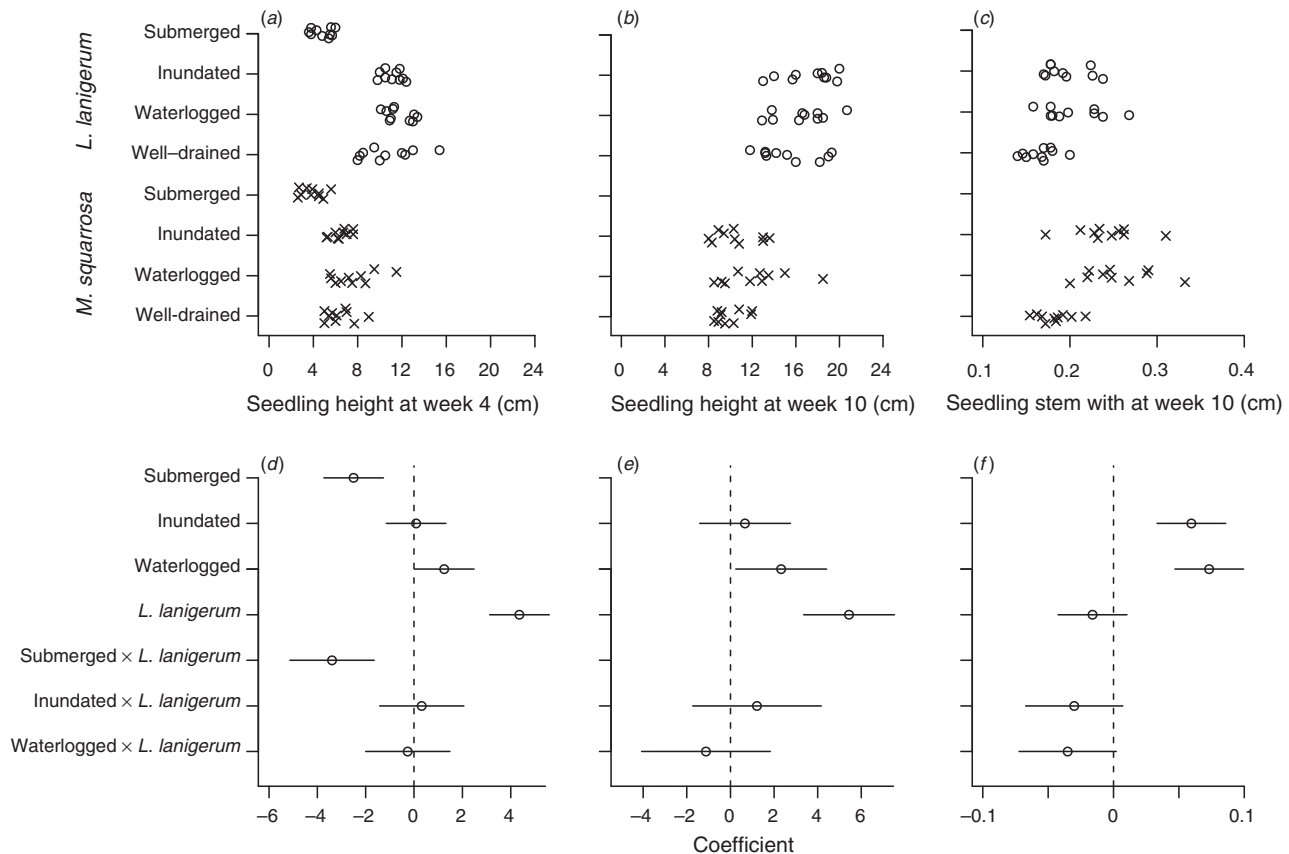 (a)
(b)
(c)
L. lanigerum
Submerged
Inundated
Waterlogged
Well–drained
M. squarrosa
Submerged
Inundated
Waterlogged
Well-drained
0 4 8 12 16 20 24
0 4 8 12 16 20 24
0.1 0.2 0.3 0.4
Seedling height at week 4 (cm)
Seedling height at week 10 (cm)
Seedling stem with at week 10 (cm)
(d)
(e)
(f)
Submerged
Inundated
Waterlogged
L. lanigerum
Submerged × L. lanigerum
Inundated × L. lanigerum
Waterlogged × L. lanigerum
–6 –4 –2 0 2 4
–4 –2 0 2 4 6
–0.1 0 0.1
Coefficient